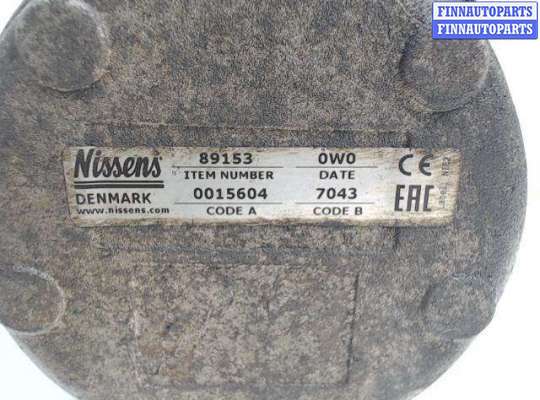 FINNAUTOPARTS
FINNAUTOPARTS
Nissens 89153 0W0 CE
ITEM NUMBER DATE
DENMARK 0015604 7043 EAC
www.nissens.com CODE A CODE B